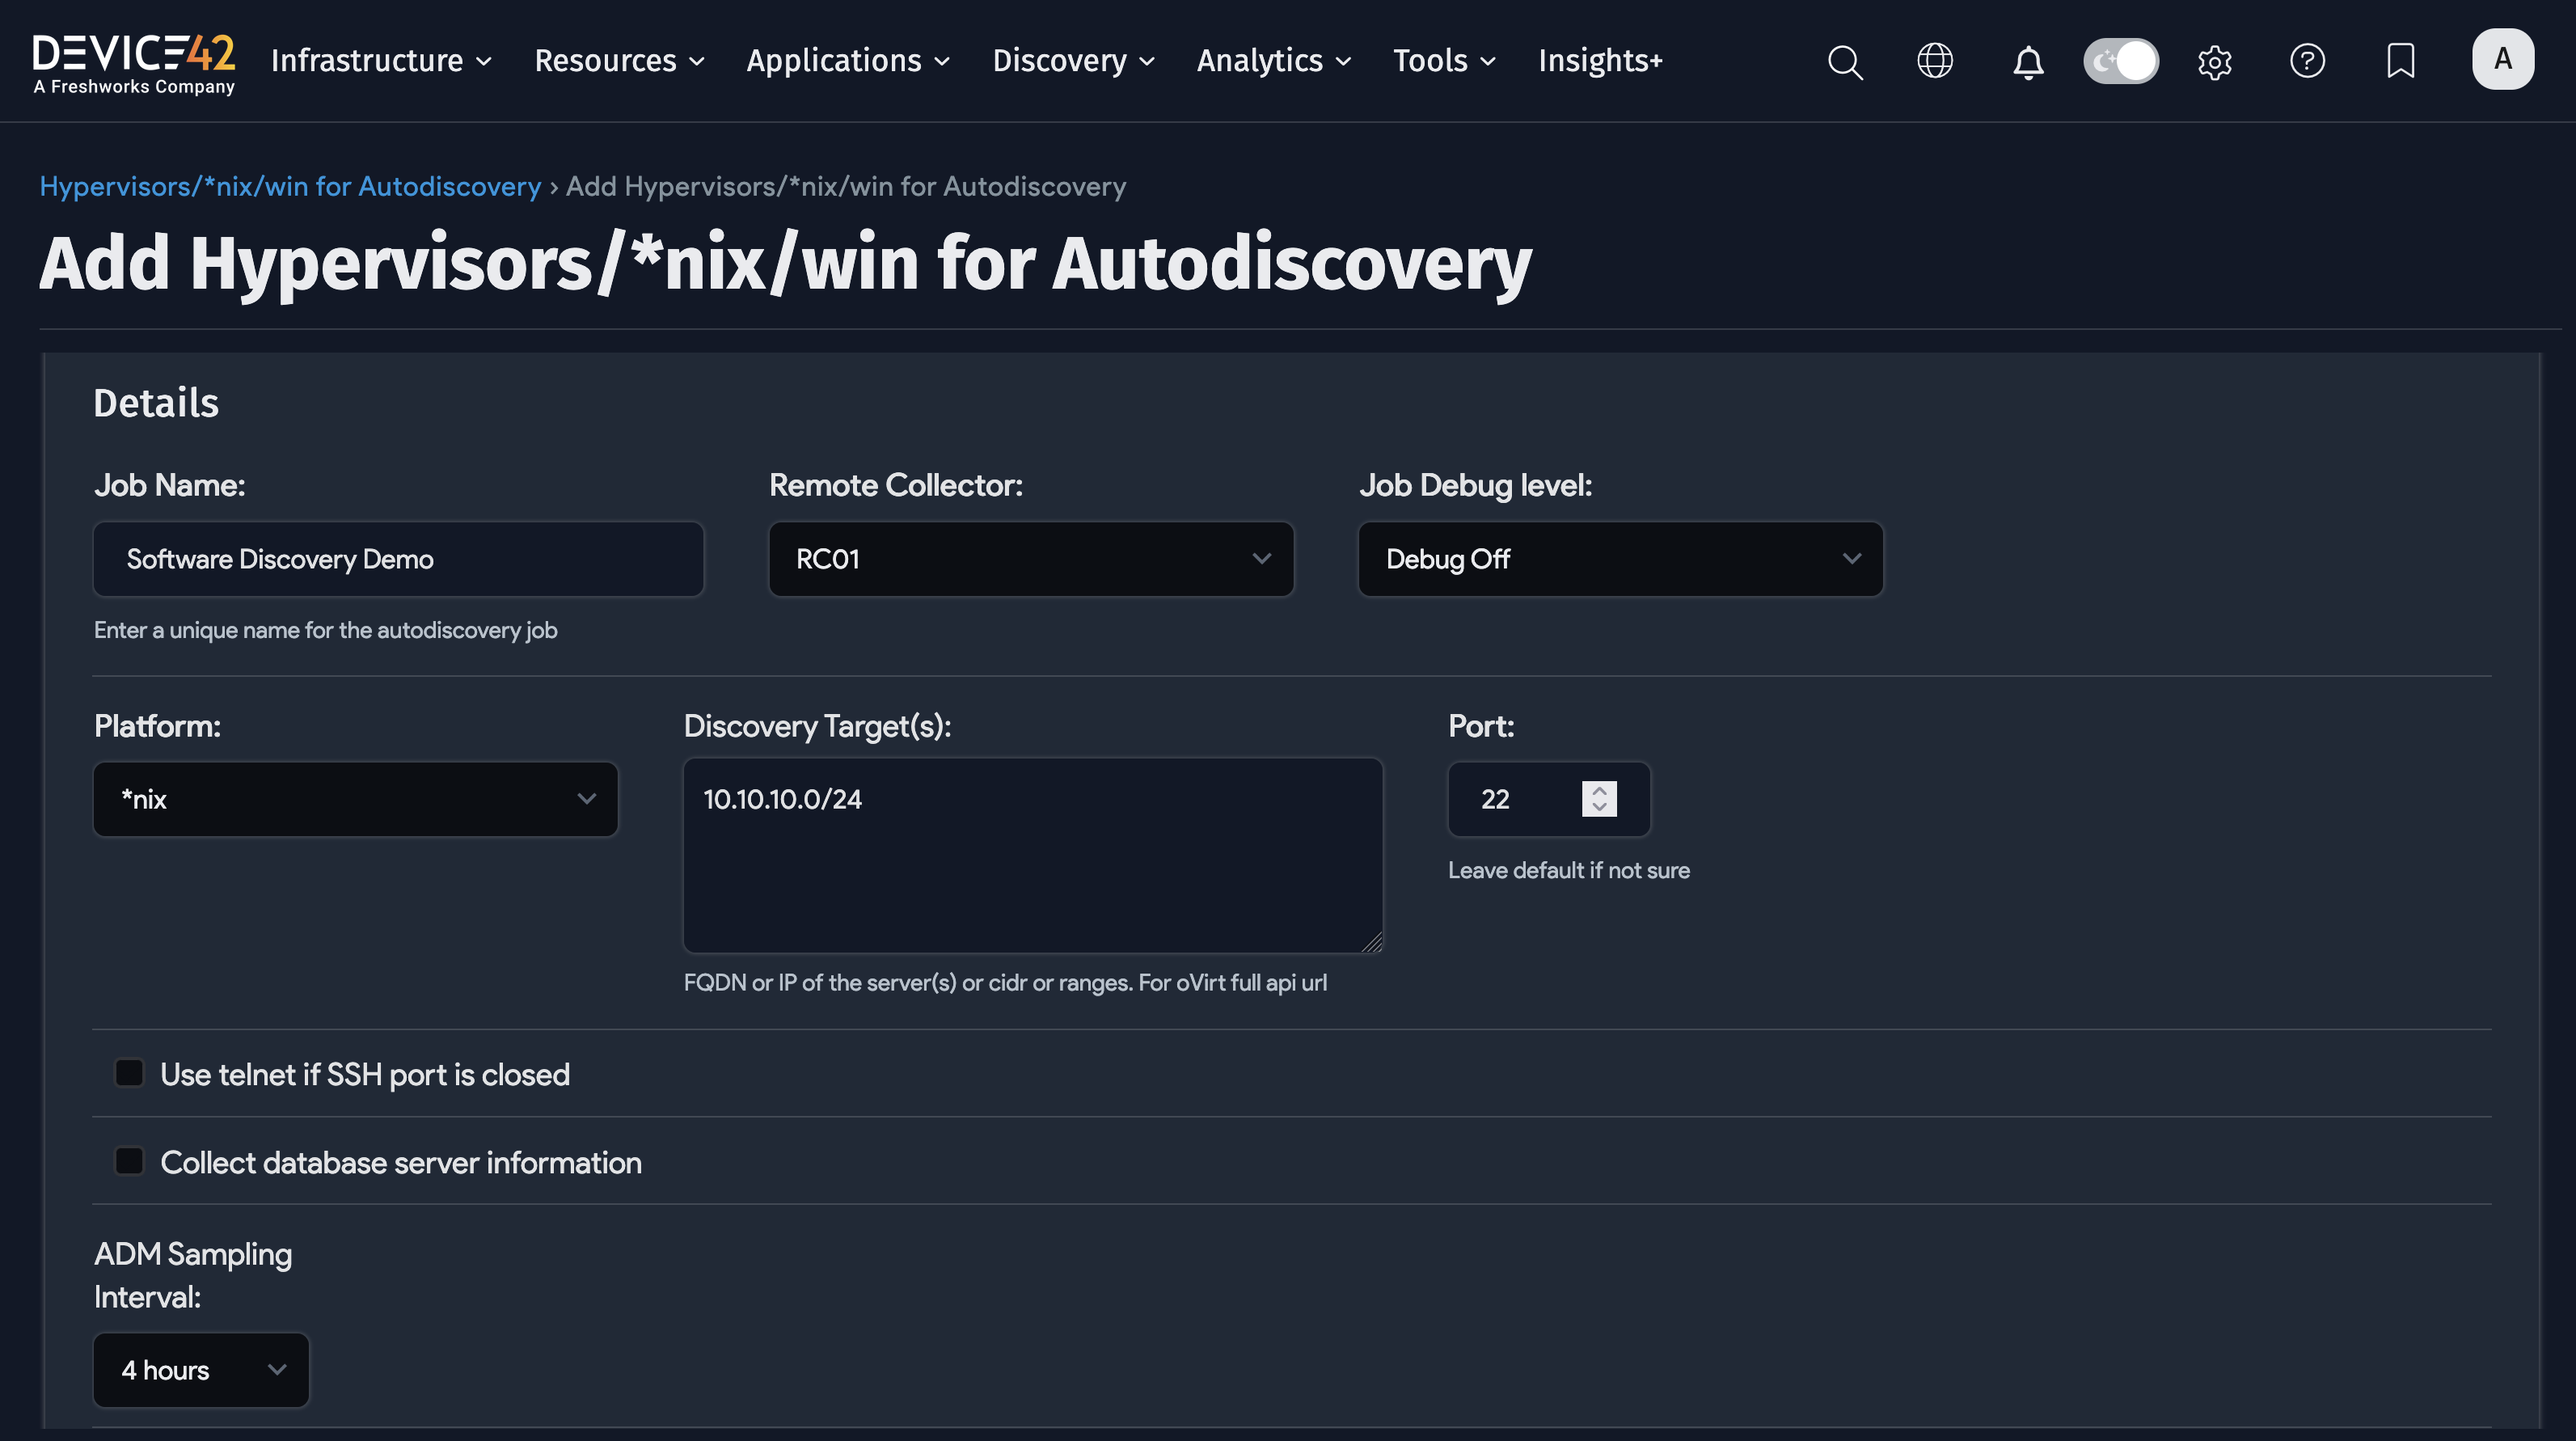 DEVICE42
A Freshworks Company
Infrastructure Resources Applications Discovery Analytics Tools Insights+ A
Hypervisors/*nix/win for Autodiscovery › Add Hypervisors/*nix/win for Autodiscovery
Add Hypervisors/*nix/win for Autodiscovery
Details
Job Name: Remote Collector: Job Debug level:
Software Discovery Demo RC01 Debug Off
Enter a unique name for the autodiscovery job
Platform: Discovery Target(s): Port:
*nix 10.10.10.0/24 22
Leave default if not sure
FQDN or IP of the server(s) or cidr or ranges. For oVirt full api url
Use telnet if SSH port is closed
Collect database server information
ADM Sampling
Interval:
4 hours